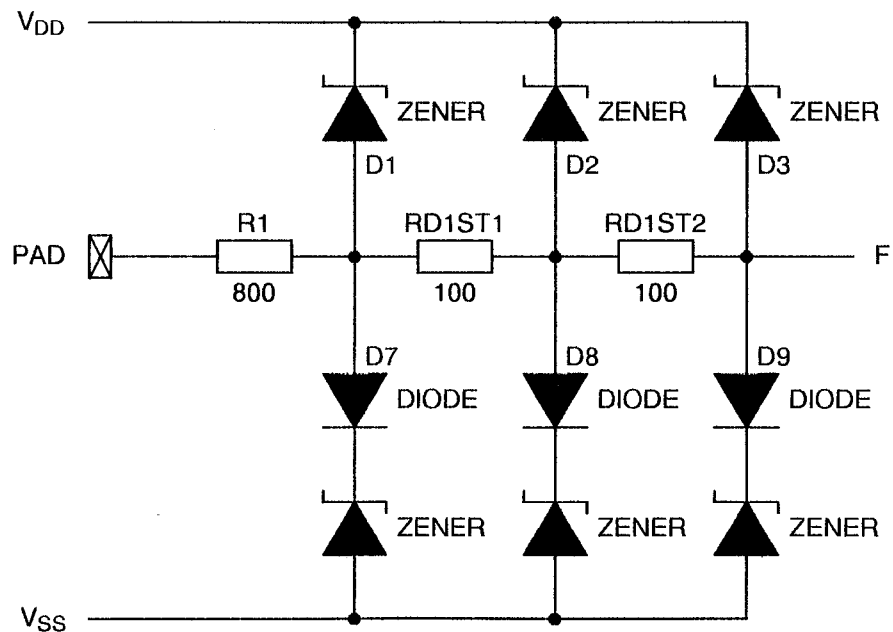 VDD
ZENER ZENER ZENER
D1 D2 D3
R1 RD1ST1 RD1ST2
PAD F
800 100 100
D7 D8 D9
DIODE DIODE DIODE
ZENER ZENER ZENER
VSS